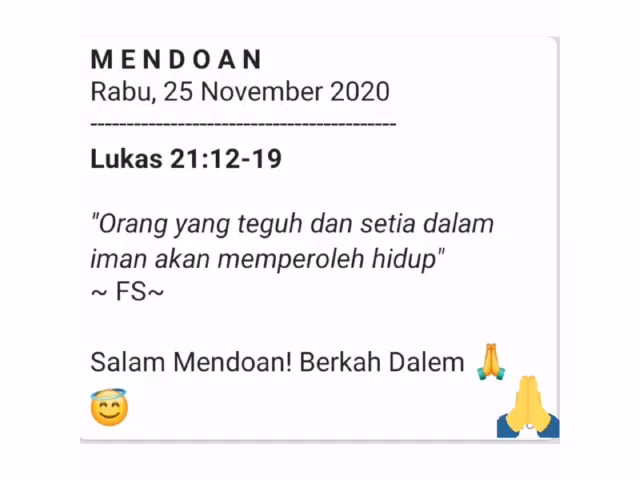 M E N D O A N
Rabu, 25 November 2020
------------------------------------------
Lukas 21:12-19
"Orang yang teguh dan setia dalam
iman akan memperoleh hidup"
~ FS~
Salam Mendoan! Berkah Dalem 🙏
😇